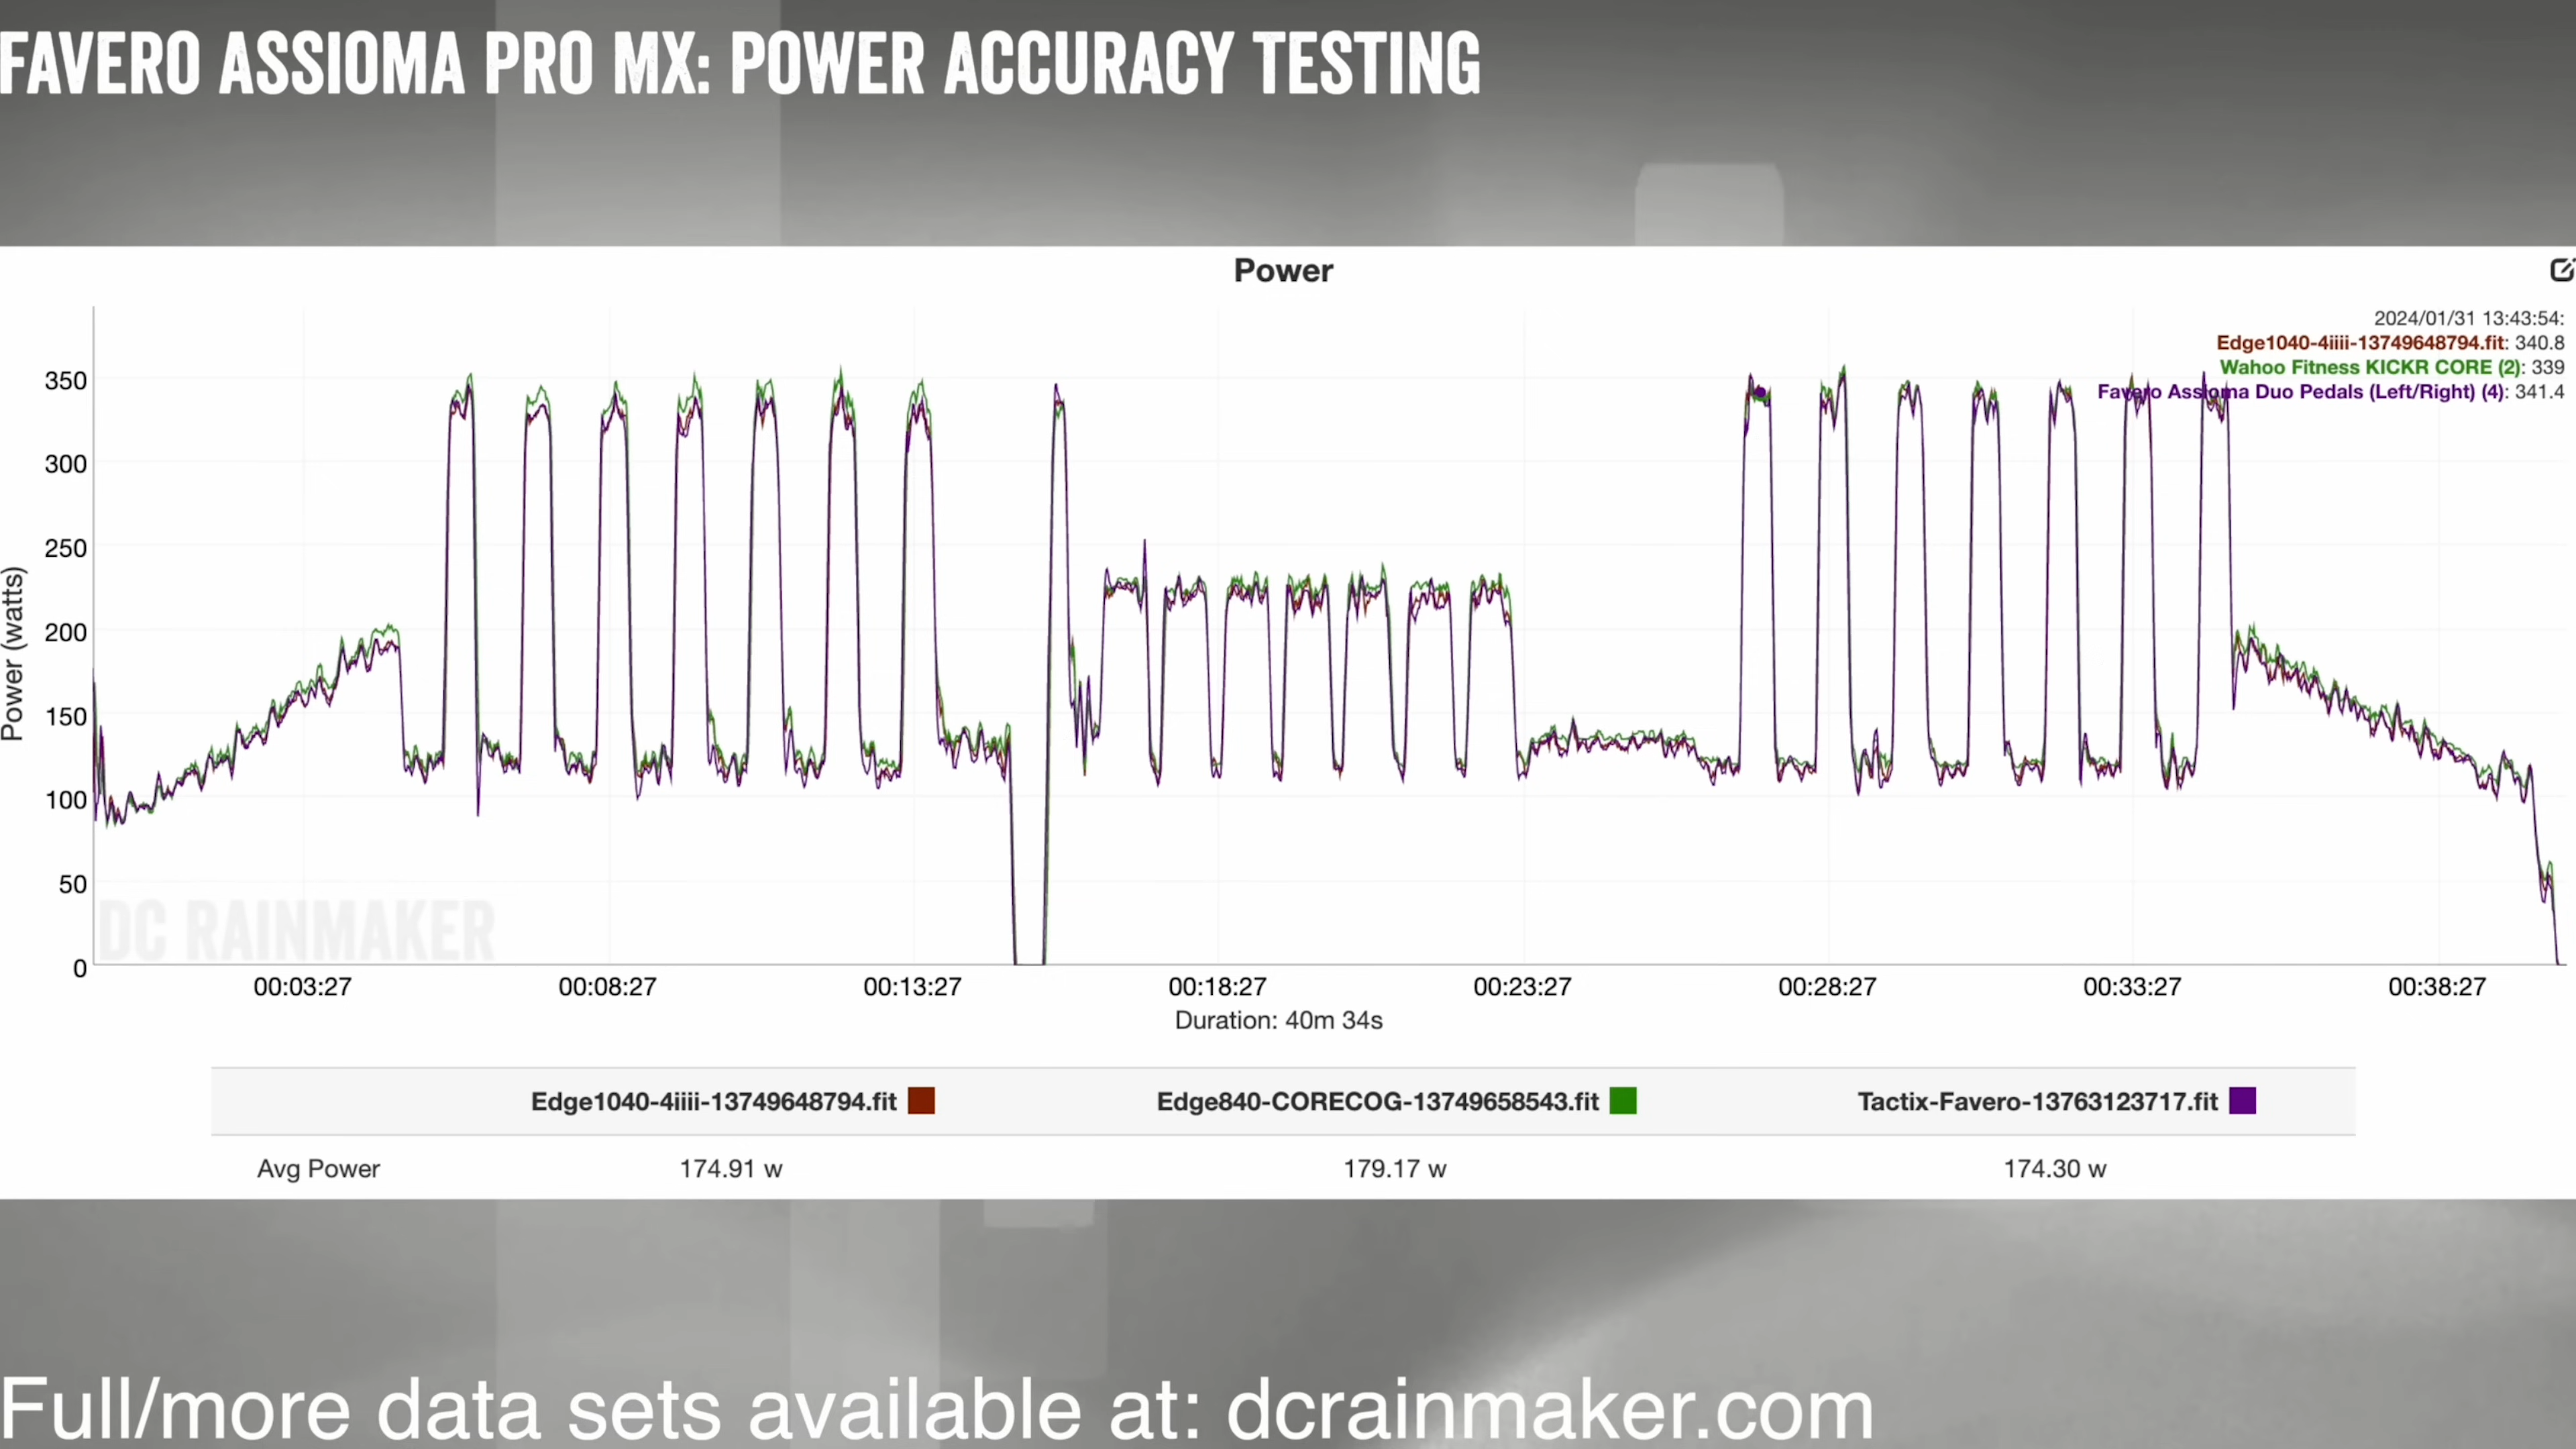 FAVERO ASSIOMA PRO MX: POWER ACCURACY TESTING
Power
2024/01/31 13:43:54:
Edge1040-4iiii-13749648794.fit: 340.8
Wahoo Fitness KICKR CORE (2): 339
Favero Assioma Duo Pedals (Left/Right) (4): 341.4
Power (watts)
350
300
250
200
150
100
50
0
DC RAINMAKER
00:03:27 00:08:27 00:13:27 00:18:27 00:23:27 00:28:27 00:33:27 00:38:27
Duration: 40m 34s
Edge1040-4iiii-13749648794.fit Edge840-CORECOG-13749658543.fit Tactix-Favero-13763123717.fit
Avg Power 174.91 w 179.17 w 174.30 w
Full/more data sets available at: dcrainmaker.com